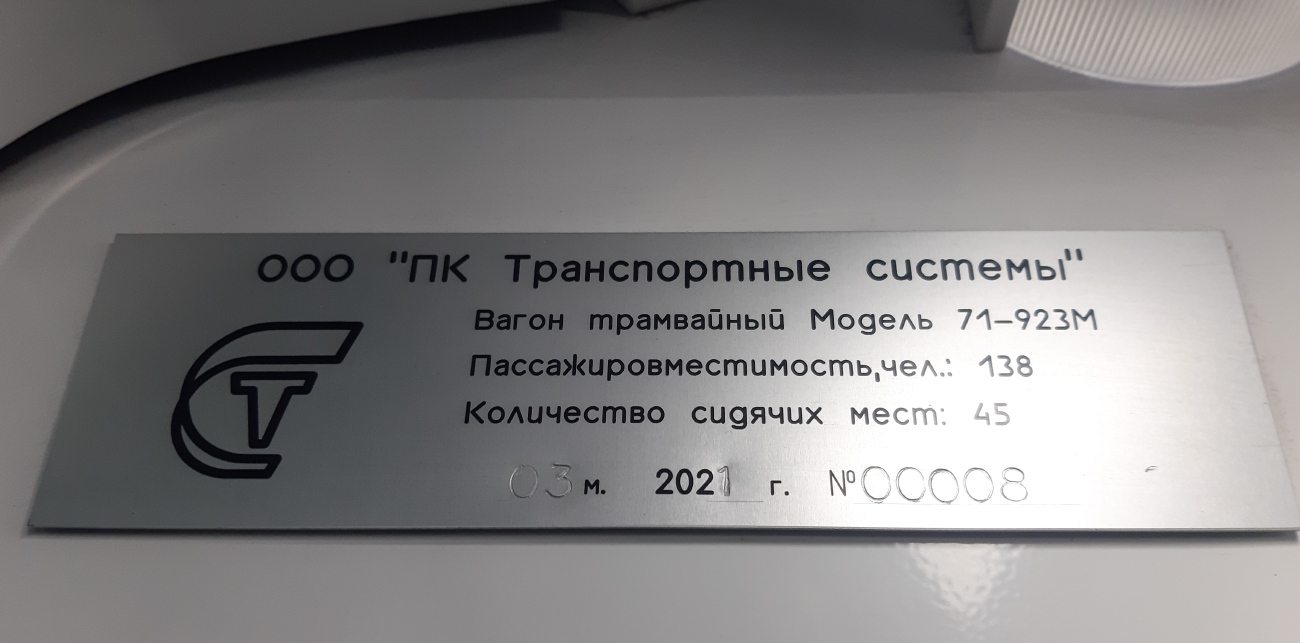 ООО "ПК Транспортные системы"
Вагон трамвайный Модель 71-923М
Пассажировместимость,чел.: 138
Количество сидячих мест: 45
03 м. 2021 г. №00008